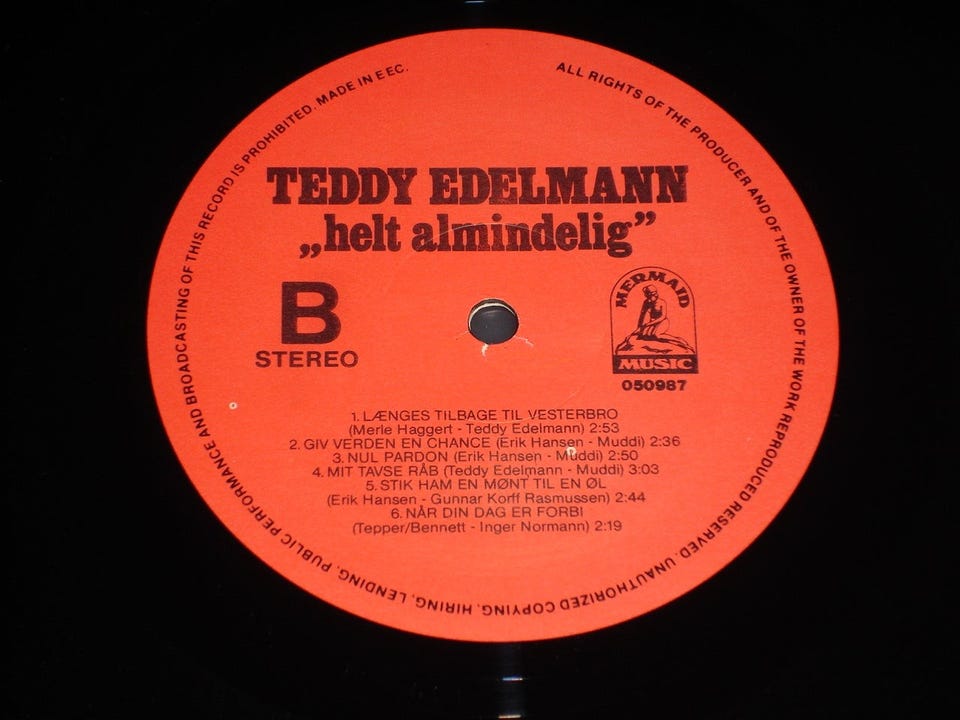 ALL RIGHTS OF THE PRODUCER AND OF THE OWNER OF THE WORK REPRODUCED RESERVED. UNAUTHORIZED COPYING, HIRING, LENDING, PUBLIC PERFORMANCE AND BROADCASTING OF THIS RECORD IS PROHIBITED. MADE IN EEC.
TEDDY EDELMANN
„helt almindelig”
B
STEREO
MERMAID
MUSIC
050987
1. LÆNGES TILBAGE TIL VESTERBRO
(Merle Haggert - Teddy Edelmann) 2:53
2. GIV VERDEN EN CHANCE (Erik Hansen - Muddi) 2:36
3. NUL PARDON (Erik Hansen - Muddi) 2:50
4. MIT TAVSE RÅB (Teddy Edelmann - Muddi) 3:03
5. STIK HAM EN MØNT TIL EN ØL
(Erik Hansen - Gunnar Korff Rasmussen) 2:44
6. NÅR DIN DAG ER FORBI
(Tepper/Bennett - Inger Normann) 2:19